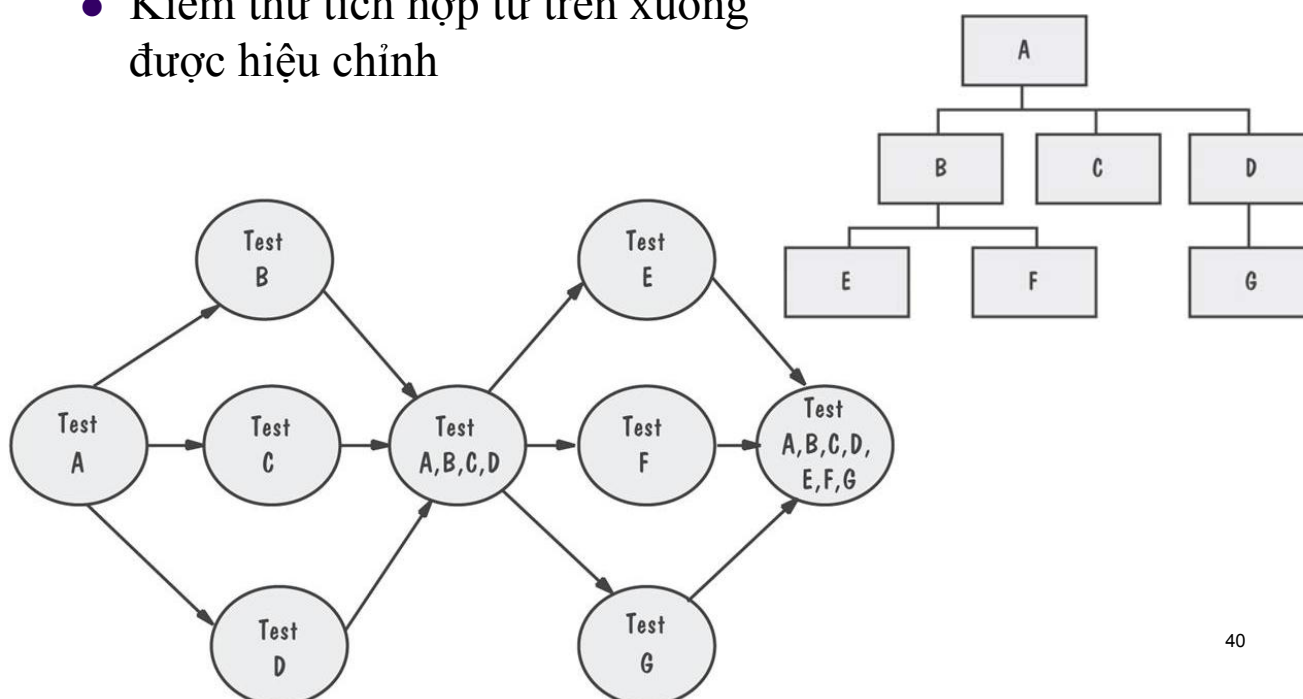 ● Kiểm thử tích hợp từ trên xuống
được hiệu chỉnh
A
B
C
D
E
F
G
Test
B
Test
E
Test
A
Test
C
Test
A,B,C,D
Test
F
Test
A,B,C,D,
E,F,G
Test
D
Test
G
40